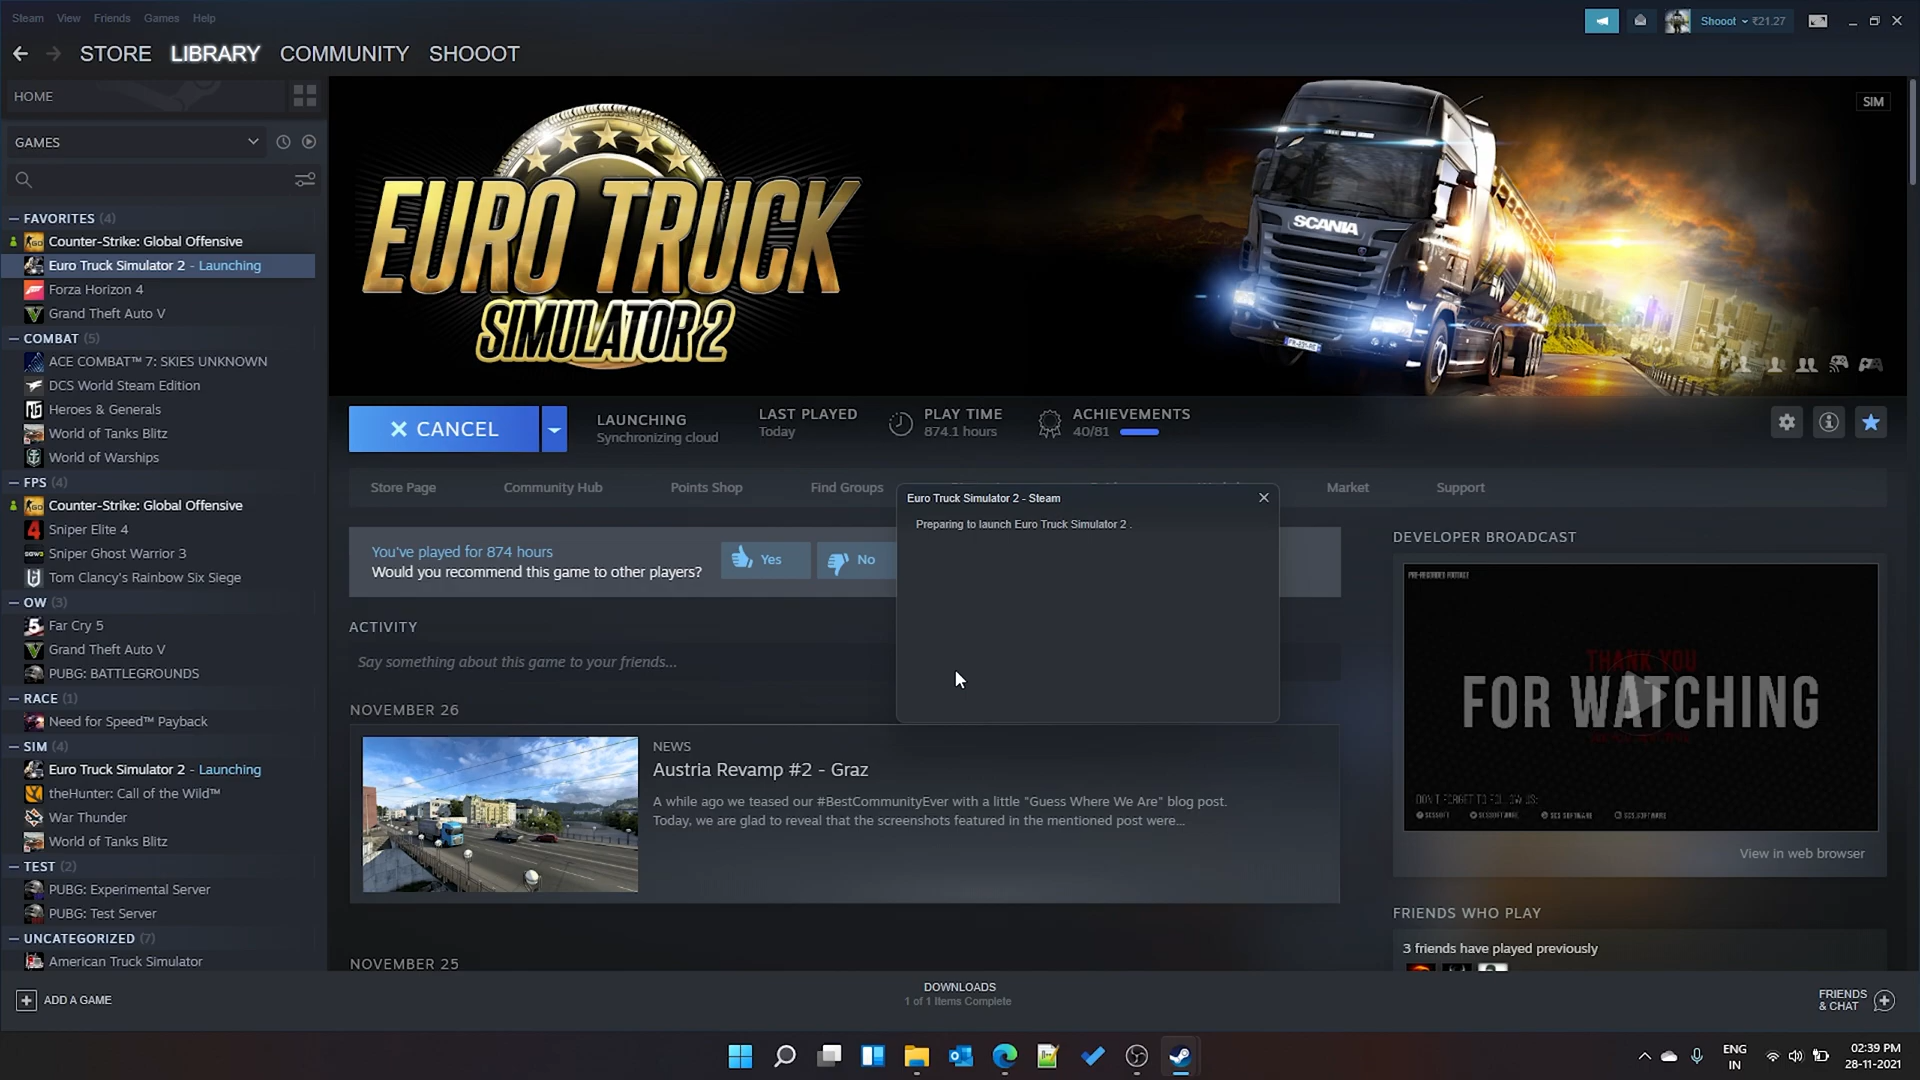 Steam View Friends Games Help
Shooot ₹21.27
STORE LIBRARY COMMUNITY SHOOOT
HOME
SIM
GAMES
EURO TRUCK
SIMULATOR 2
SCANIA
— FAVORITES (4)
Counter-Strike: Global Offensive
Euro Truck Simulator 2 - Launching
Forza Horizon 4
Grand Theft Auto V
— COMBAT (5)
ACE COMBAT™ 7: SKIES UNKNOWN
DCS World Steam Edition
Heroes & Generals
World of Tanks Blitz
World of Warships
— FPS (4)
Counter-Strike: Global Offensive
Sniper Elite 4
Sniper Ghost Warrior 3
Tom Clancy's Rainbow Six Siege
— OW (3)
Far Cry 5
Grand Theft Auto V
PUBG: BATTLEGROUNDS
— RACE (1)
Need for Speed™ Payback
— SIM (4)
Euro Truck Simulator 2 - Launching
theHunter: Call of the Wild™
War Thunder
World of Tanks Blitz
— TEST (2)
PUBG: Experimental Server
PUBG: Test Server
— UNCATEGORIZED (7)
American Truck Simulator
CANCEL
LAUNCHING
Synchronizing cloud
LAST PLAYED
Today
PLAY TIME
874.1 hours
ACHIEVEMENTS
40/81
Store Page Community Hub Points Shop Find Groups Market Support
Euro Truck Simulator 2 - Steam
Preparing to launch Euro Truck Simulator 2 .
You've played for 874 hours
Would you recommend this game to other players?
Yes
No
ACTIVITY
Say something about this game to your friends...
NOVEMBER 26
NEWS
Austria Revamp #2 - Graz
A while ago we teased our #BestCommunityEver with a little "Guess Where We Are" blog post.
Today, we are glad to reveal that the screenshots featured in the mentioned post were...
NOVEMBER 25
DEVELOPER BROADCAST
PRE-RECORDED FOOTAGE
THANK YOU
FOR WATCHING
DON'T FORGET TO FOLLOW US:
View in web browser
FRIENDS WHO PLAY
3 friends have played previously
ADD A GAME
DOWNLOADS
1 of 1 Items Complete
FRIENDS
& CHAT
ENG
IN
02:39 PM
28-11-2021